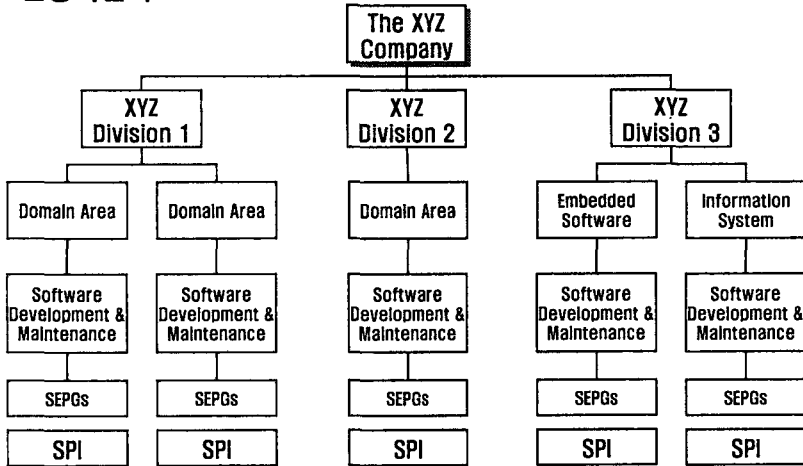 The XYZ
Company
XYZ
Division 1
XYZ
Division 2
XYZ
Division 3
Domain Area
Domain Area
Domain Area
Embedded
Software
Information
System
Software
Development &
Maintenance
Software
Development &
Maintenance
Software
Development &
Maintenance
Software
Development &
Maintenance
Software
Development &
Maintenance
SEPGs
SEPGs
SEPGs
SEPGs
SEPGs
SPI
SPI
SPI
SPI
SPI